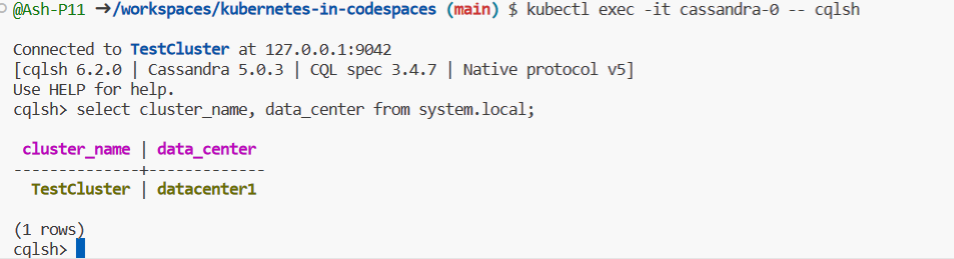 @Ash-P11 ➜/workspaces/kubernetes-in-codespaces (main) $ kubectl exec -it cassandra-0 -- cqlsh
Connected to TestCluster at 127.0.0.1:9042
[cqlsh 6.2.0 | Cassandra 5.0.3 | CQL spec 3.4.7 | Native protocol v5]
Use HELP for help.
cqlsh> select cluster_name, data_center from system.local;
cluster_name | data_center
--------------+-------------
TestCluster | datacenter1
(1 rows)
cqlsh>